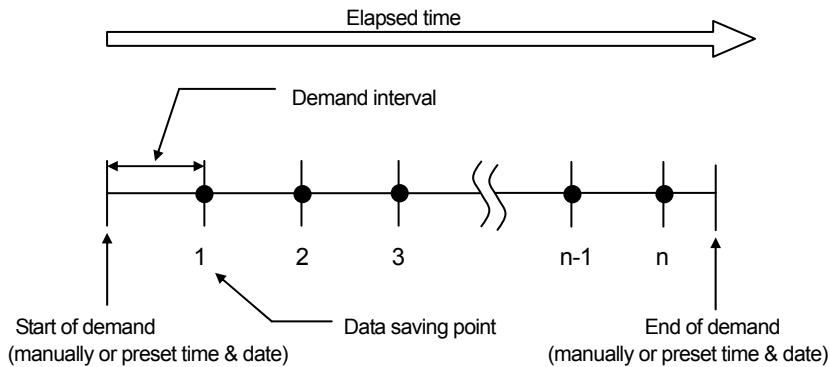 Elapsed time
Demand interval
1
2
3
n-1
n
Start of demand
(manually or preset time & date)
Data saving point
End of demand
(manually or preset time & date)